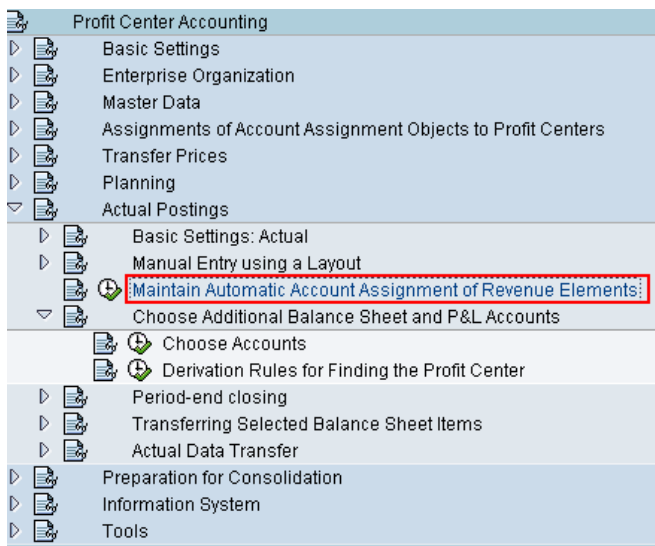 Profit Center Accounting
Basic Settings
Enterprise Organization
Master Data
Assignments of Account Assignment Objects to Profit Centers
Transfer Prices
Planning
Actual Postings
Basic Settings: Actual
Manual Entry using a Layout
Maintain Automatic Account Assignment of Revenue Elements
Choose Additional Balance Sheet and P&L Accounts
Choose Accounts
Derivation Rules for Finding the Profit Center
Period-end closing
Transferring Selected Balance Sheet Items
Actual Data Transfer
Preparation for Consolidation
Information System
Tools